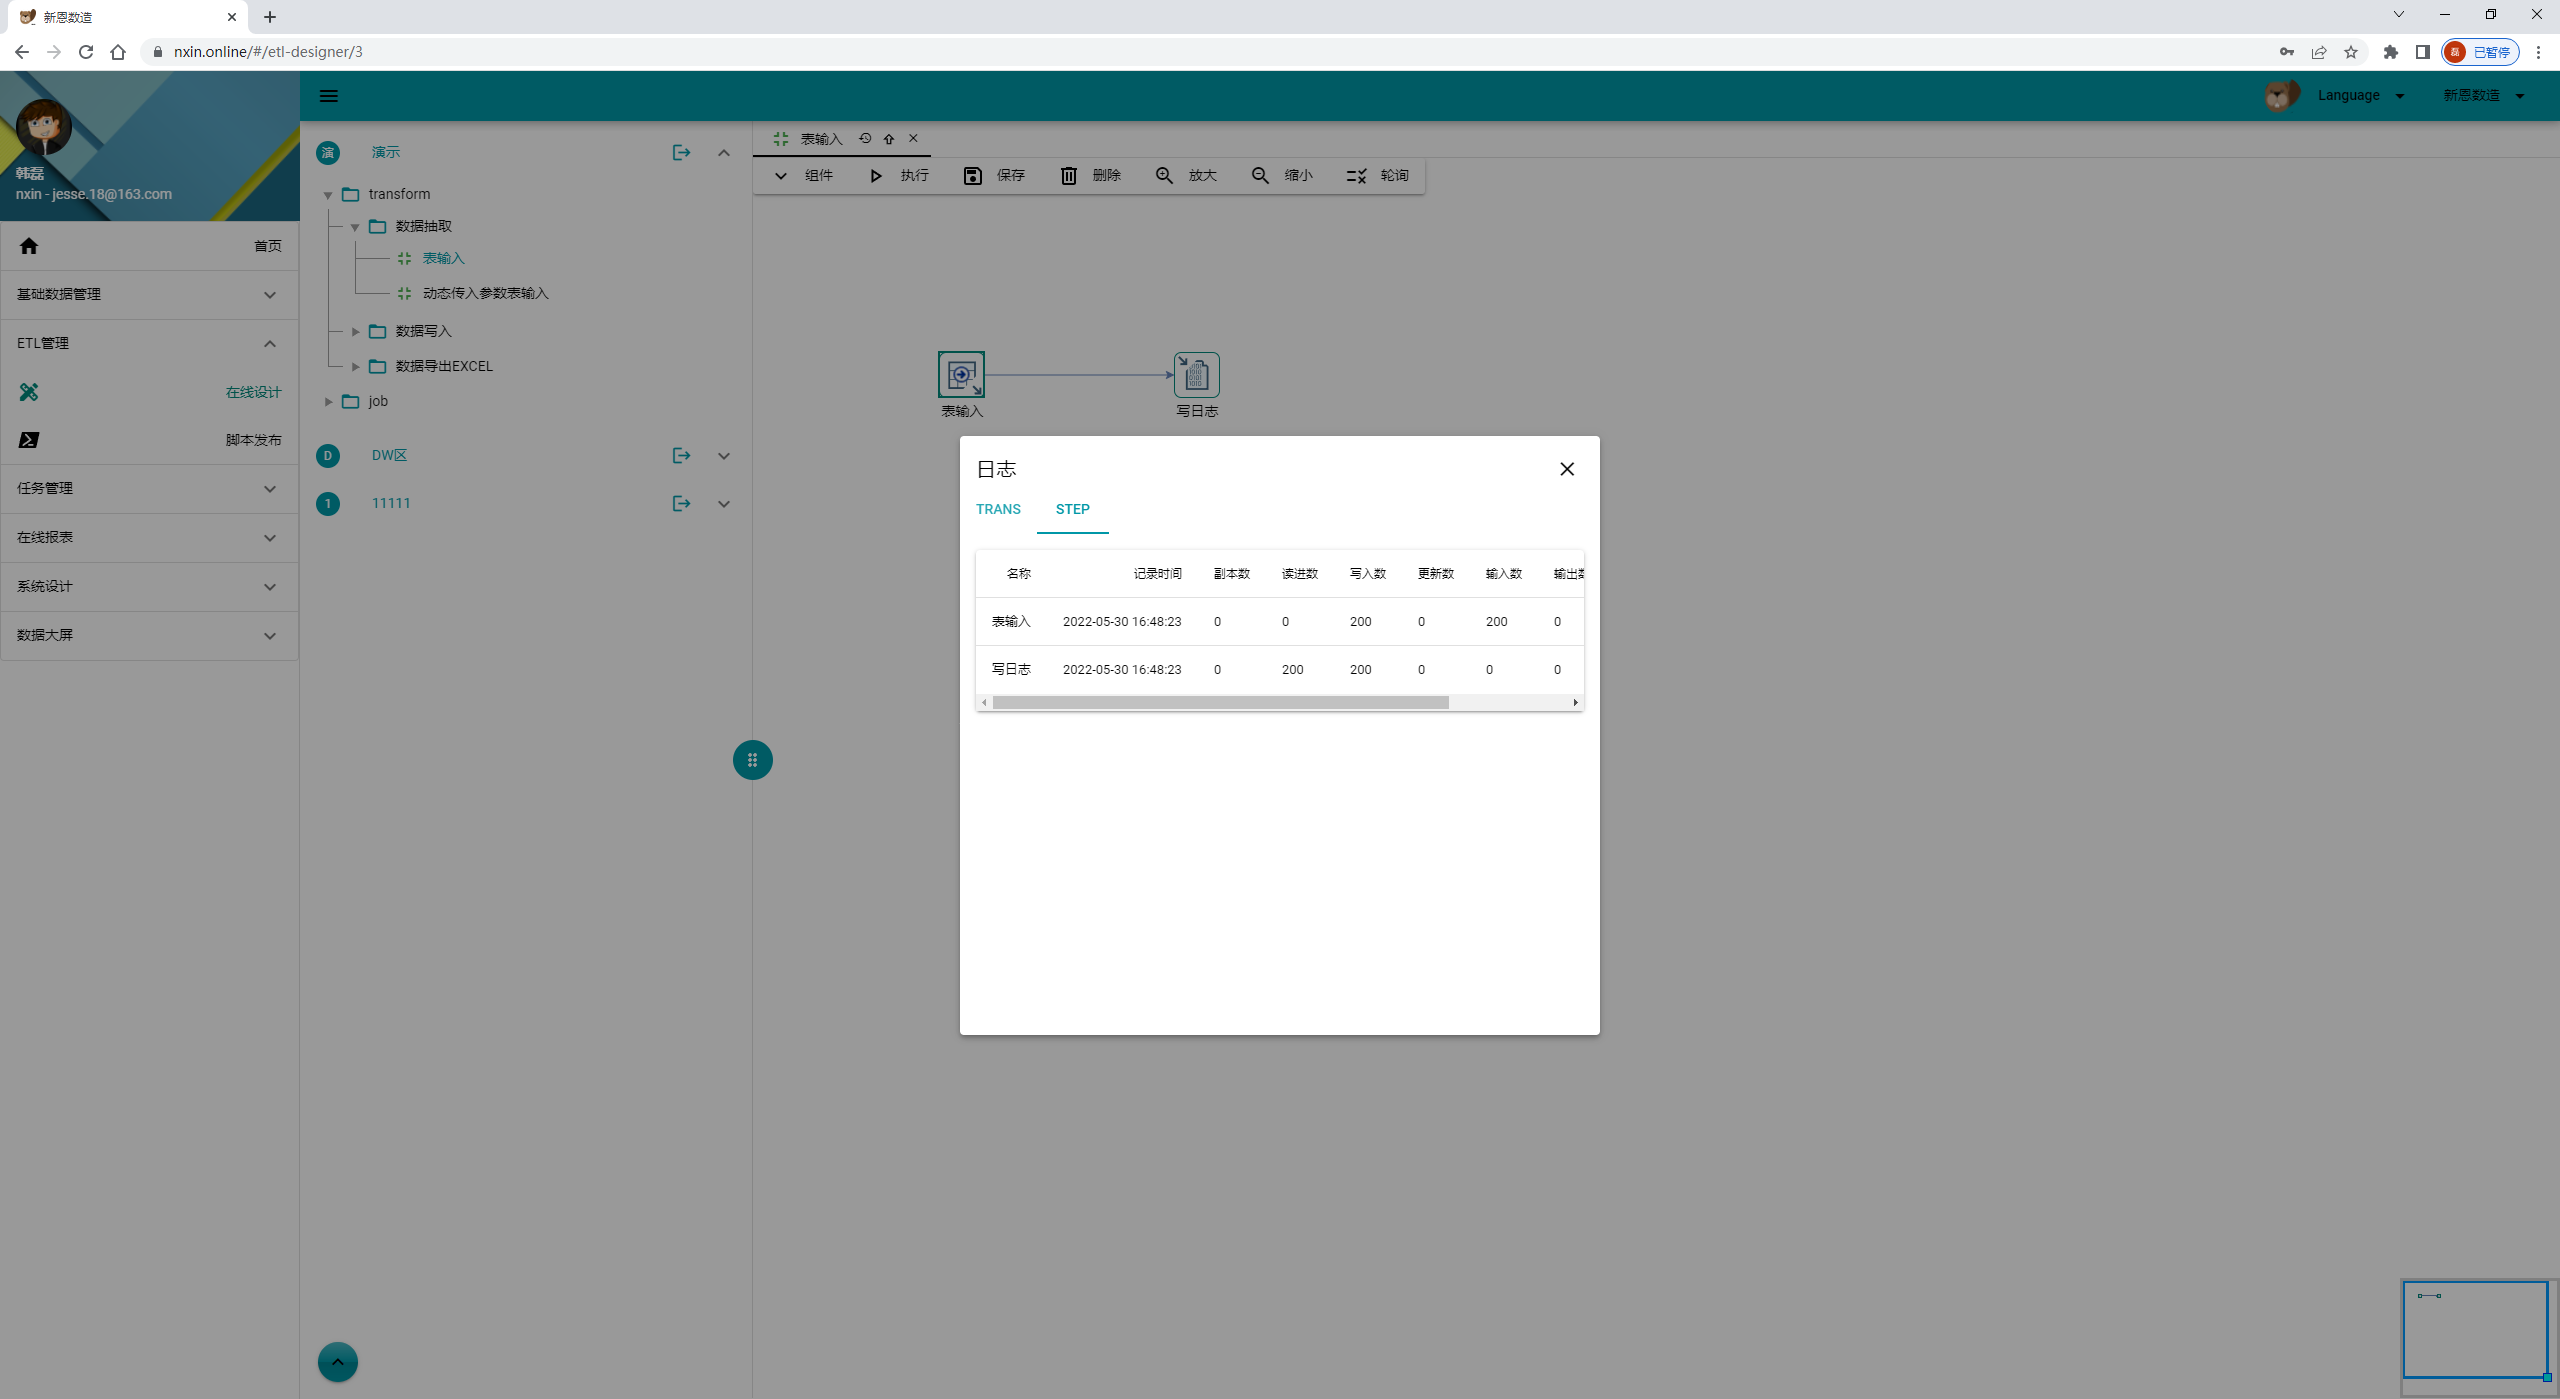 新恩数造
nxin.online/#/etl-designer/3
已暂停
韩磊
nxin - jesse.18@163.com
Language
新恩数造
首页
基础数据管理
ETL管理
在线设计
脚本发布
任务管理
在线报表
系统设计
数据大屏
演 演示
transform
数据抽取
表输入
动态传入参数表输入
数据写入
数据导出EXCEL
job
D DW区
1 11111
表输入
组件 执行 保存 删除 放大 缩小 轮询
表输入 写日志
日志
TRANS STEP
名称 记录时间 副本数 读进数 写入数 更新数 输入数 输出数
表输入 2022-05-30 16:48:23 0 0 200 0 200 0
写日志 2022-05-30 16:48:23 0 200 200 0 0 0